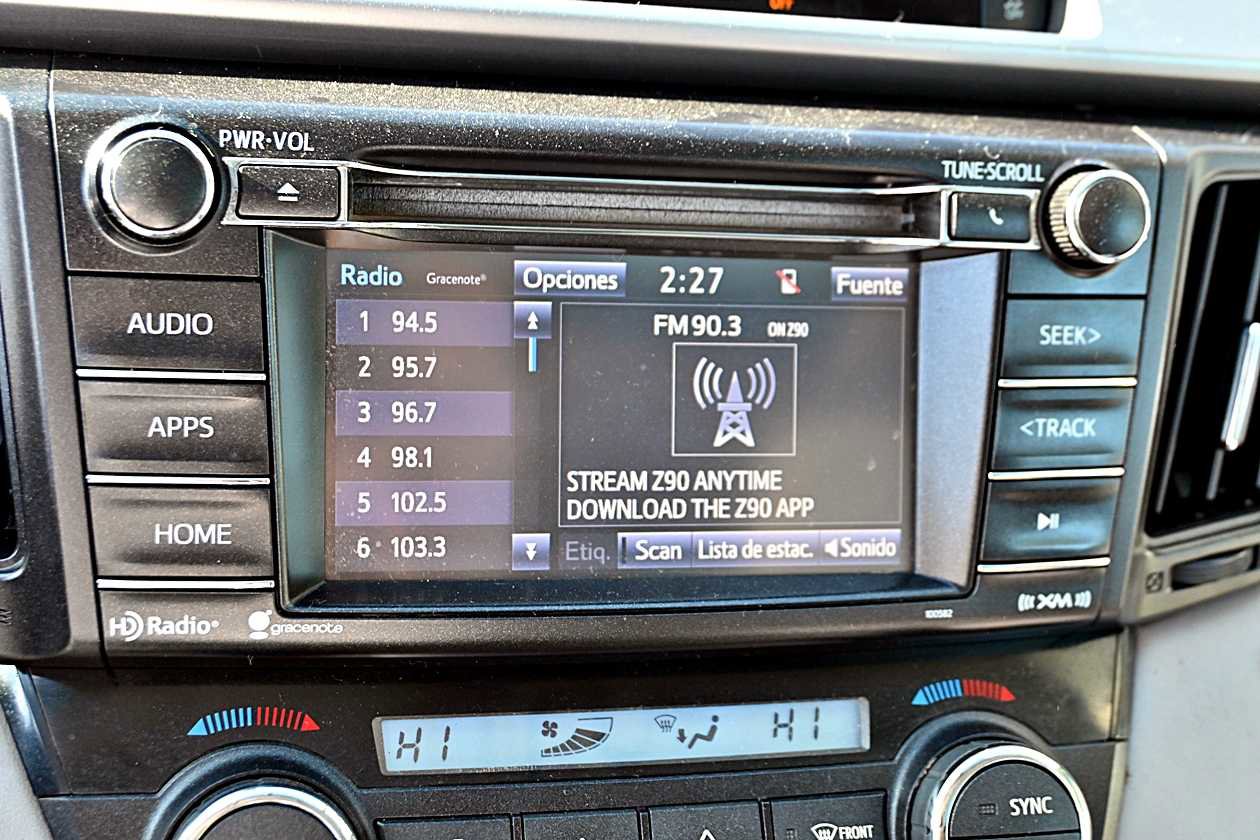 OFF
PWR·VOL
TUNE·SCROLL
Radio Gracenote® Opciones 2:27 Fuente
AUDIO
APPS
HOME
1 94.5
2 95.7
3 96.7
4 98.1
5 102.5
6 103.3
FM 90.3 ON Z90
STREAM Z90 ANYTIME
DOWNLOAD THE Z90 APP
Etiq. Scan Lista de estac. Sonido
SEEK>
<TRACK
HD Radio®
gracenote
100582
((( XM )))
HI HI
SYNC
FRONT